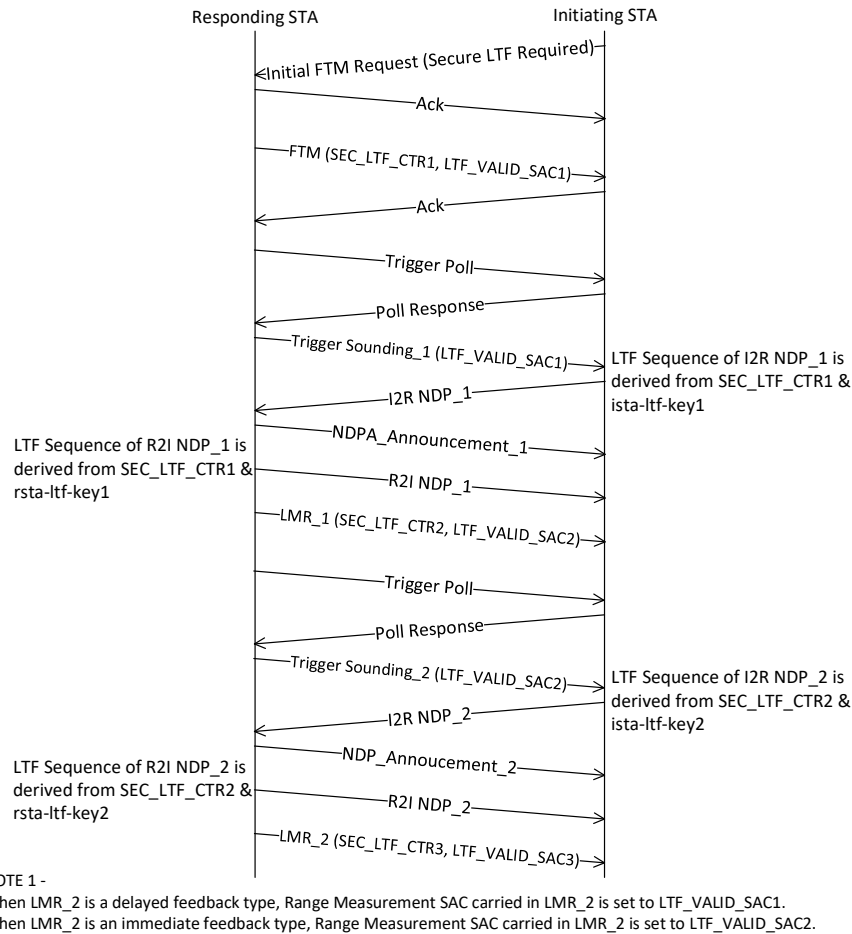 Responding STA
Initiating STA
Initial FTM Request (Secure LTF Required)
Ack
FTM (SEC_LTF_CTR1, LTF_VALID_SAC1)
Ack
Trigger Poll
Poll Response
Trigger Sounding_1 (LTF_VALID_SAC1)
LTF Sequence of I2R NDP_1 is
derived from SEC_LTF_CTR1 &
ista-ltf-key1
I2R NDP_1
NDPA_Announcement_1
LTF Sequence of R2I NDP_1 is
derived from SEC_LTF_CTR1 &
rsta-ltf-key1
R2I NDP_1
LMR_1 (SEC_LTF_CTR2, LTF_VALID_SAC2)
Trigger Poll
Poll Response
Trigger Sounding_2 (LTF_VALID_SAC2)
LTF Sequence of I2R NDP_2 is
derived from SEC_LTF_CTR2 &
ista-ltf-key2
I2R NDP_2
NDP_Annoucement_2
LTF Sequence of R2I NDP_2 is
derived from SEC_LTF_CTR2 &
rsta-ltf-key2
R2I NDP_2
LMR_2 (SEC_LTF_CTR3, LTF_VALID_SAC3)
OTE 1 -
hen LMR_2 is a delayed feedback type, Range Measurement SAC carried in LMR_2 is set to LTF_VALID_SAC1.
hen LMR_2 is an immediate feedback type, Range Measurement SAC carried in LMR_2 is set to LTF_VALID_SAC2.